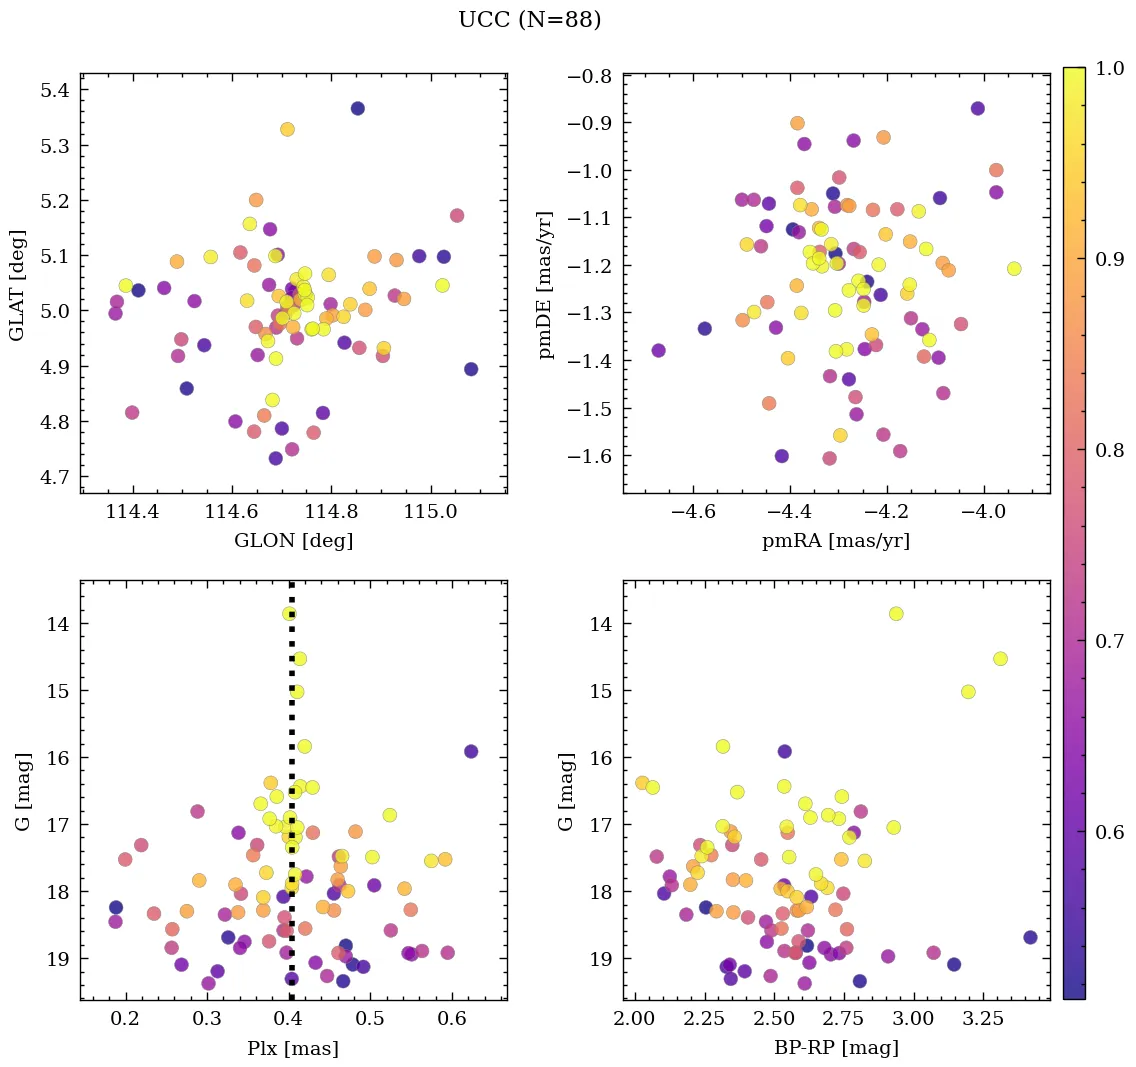 UCC (N=88)
5.4
5.3
5.2
5.1
5.0
4.9
4.8
4.7
GLAT [deg]
114.4 114.6 114.8 115.0
GLON [deg]
−0.8
−0.9
−1.0
−1.1
−1.2
−1.3
−1.4
−1.5
−1.6
pmDE [mas/yr]
−4.6 −4.4 −4.2 −4.0
pmRA [mas/yr]
14
15
16
17
18
19
G [mag]
0.2 0.3 0.4 0.5 0.6
Plx [mas]
14
15
16
17
18
19
G [mag]
2.00 2.25 2.50 2.75 3.00 3.25
BP-RP [mag]
1.0
0.9
0.8
0.7
0.6